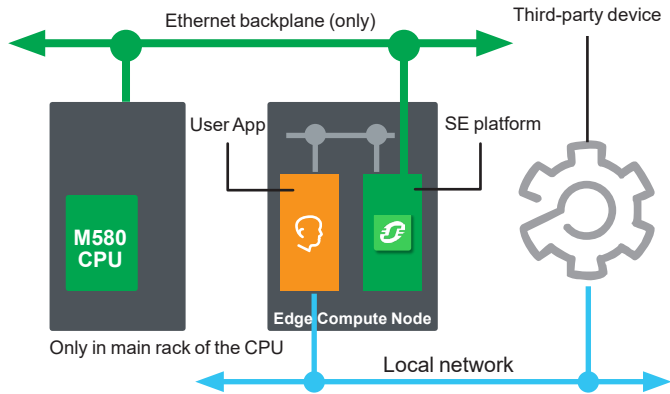 Third-party device
Ethernet backplane (only)
User App
SE platform
M580
CPU
Edge Compute Node
Only in main rack of the CPU
Local network